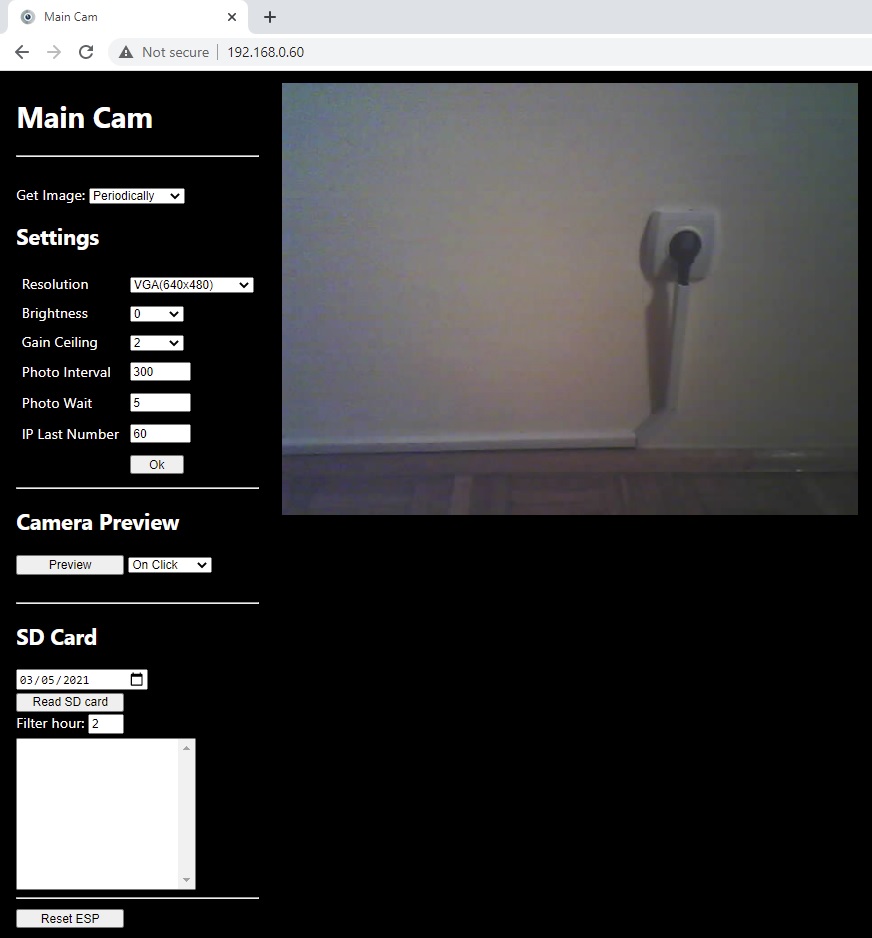 Main Cam
Not secure | 192.168.0.60
Main Cam
Get Image: Periodically
Settings
Resolution VGA(640x480)
Brightness 0
Gain Ceiling 2
Photo Interval 300
Photo Wait 5
IP Last Number 60
Ok
Camera Preview
Preview On Click
SD Card
03/05/2021
Read SD card
Filter hour: 2
Reset ESP